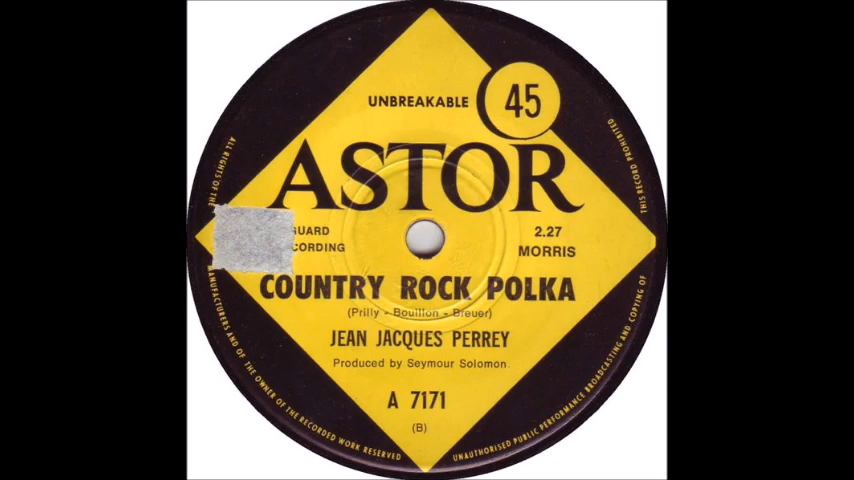 UNBREAKABLE
45
ASTOR
GUARD
CORDING
2.27
MORRIS
COUNTRY ROCK POLKA
(Prilly - Bouillon - Breuer)
JEAN JACQUES PERREY
Produced by Seymour Solomon
A 7171
(B)
ALL RIGHTS OF THE
MANUFACTURERS AND OF THE OWNER OF THE RECORDED WORK RESERVED
UNAUTHORISED PUBLIC PERFORMANCE BROADCASTING AND COPYING OF
THIS RECORD PROHIBITED